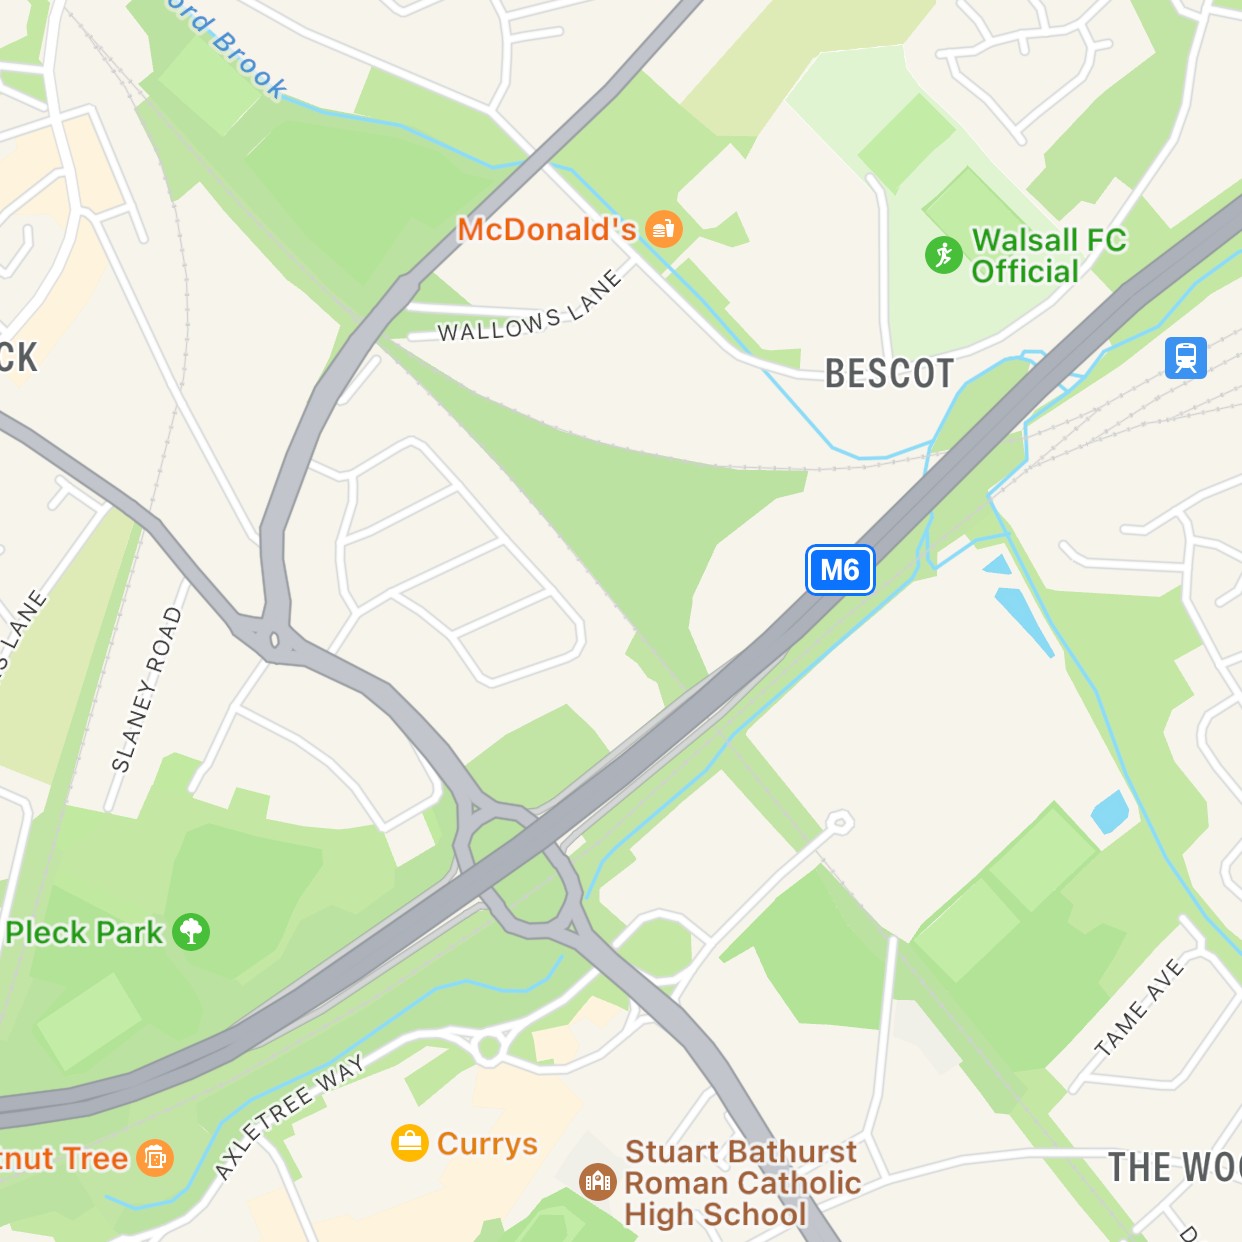 ord Brook
McDonald's
Walsall FC
Official
WALLOWS LANE
CK
BESCOT
M6
S LANE
SLANEY ROAD
Pleck Park
TAME AVE
AXLETREE WAY
Currys
tnut Tree
Stuart Bathurst
Roman Catholic
High School
THE WOO
D